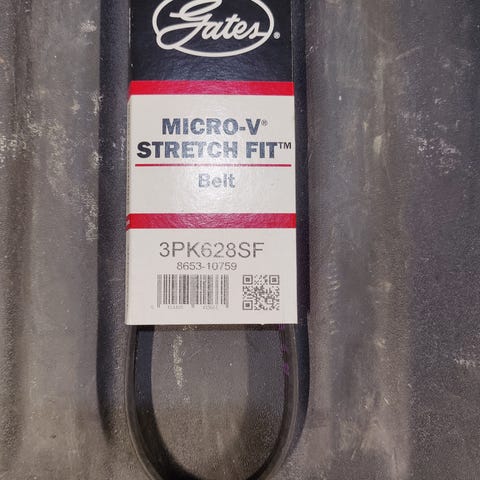 Gates®
MICRO-V®
STRETCH FIT™
Belt
3PK628SF
8653-10759